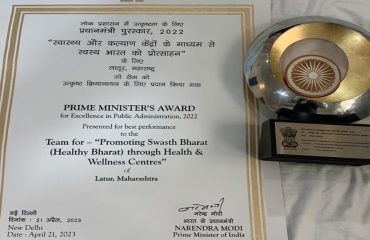 लोक प्रशासन में उत्कृष्टता के लिए
प्रधानमंत्री पुरस्कार, 2022
"स्वास्थ्य और कल्याण केंद्रों के माध्यम से
स्वस्थ भारत को प्रोत्साहन"
के लिए
लातूर, महाराष्ट्र
की टीम को
उत्कृष्ट क्रियान्वयन के लिए प्रदान किया गया
PRIME MINISTER'S AWARD
for Excellence in Public Administration, 2022
Presented for best performance
to the
Team for – "Promoting Swasth Bharat
(Healthy Bharat) through Health &
Wellness Centres"
of
Latur, Maharashtra
नई दिल्ली
दिनांक : 21 अप्रैल, 2023
New Delhi
Date : April 21, 2023
नरेन्द्र मोदी
भारत के प्रधानमंत्री
NARENDRA MODI
Prime Minister of India